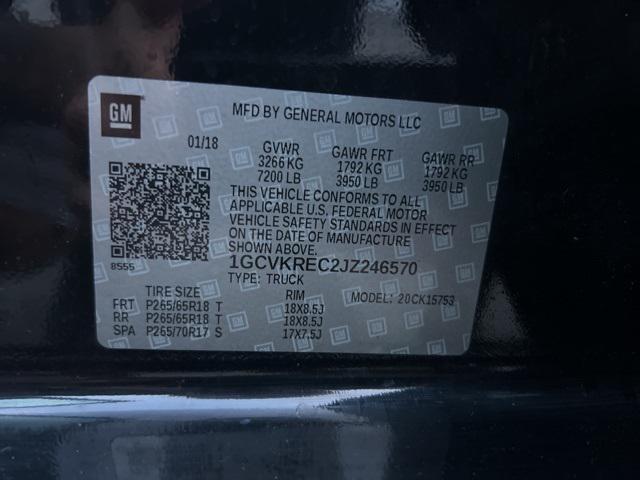 GM
MFD BY GENERAL MOTORS LLC
01/18 GVWR GAWR FRT GAWR RR
3266 KG 1792 KG 1792 KG
7200 LB 3950 LB 3950 LB
THIS VEHICLE CONFORMS TO ALL
APPLICABLE U.S. FEDERAL MOTOR
VEHICLE SAFETY STANDARDS IN EFFECT
ON THE DATE OF MANUFACTURE
SHOWN ABOVE.
8S55
1GCVKREC2JZ246570
TYPE: TRUCK
TIRE SIZE RIM MODEL: 20CK15753
FRT P265/65R18 T 18X8.5J
RR P265/65R18 T 18X8.5J
SPA P265/70R17 S 17X7.5J